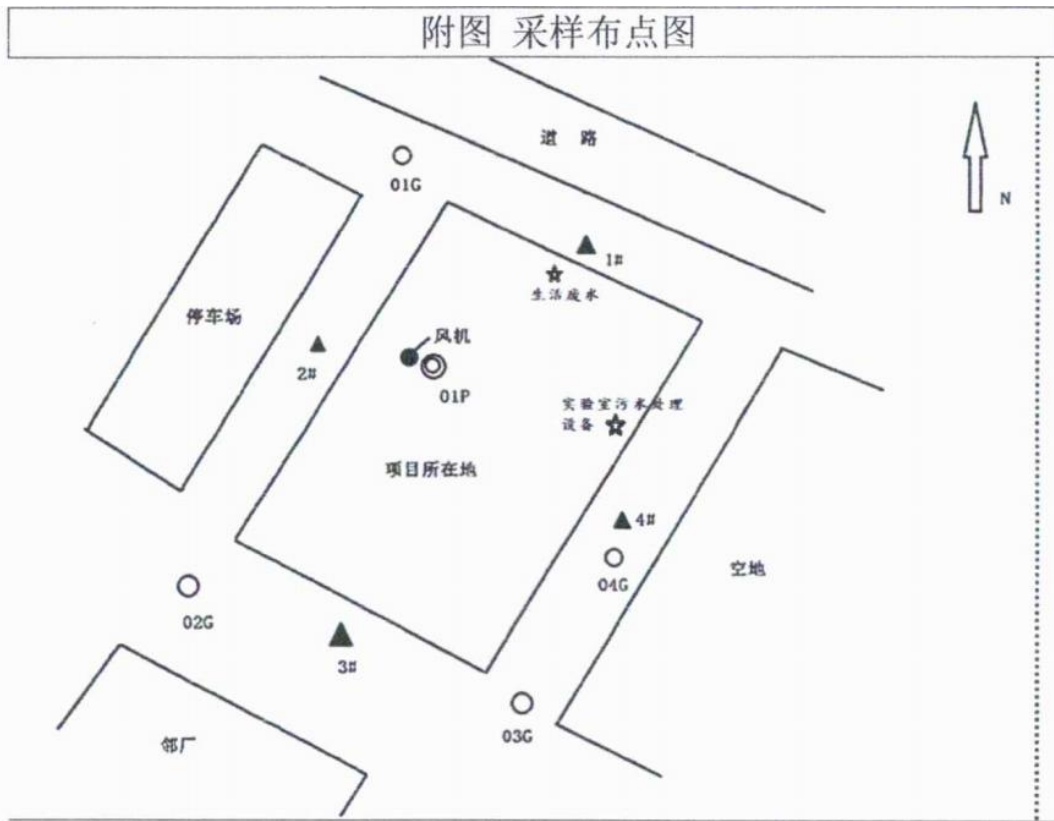 附图 采样布点图
道 路
N
01G
1#
生活废水
停车场
风机
2#
01P
实验室污水处理
设备
项目所在地
4#
空地
04G
02G
3#
03G
邻厂